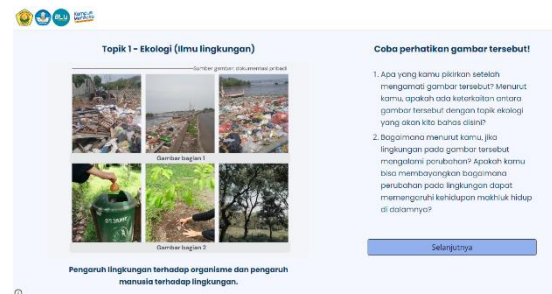 Kampus
Merdeka
Topik 1 - Ekologi (Ilmu lingkungan)
Sumber gambar: dokumentasi pribadi
Gambar bagian 1
Gambar bagian 2
Pengaruh lingkungan terhadap organisme dan pengaruh
manusia terhadap lingkungan.
Coba perhatikan gambar tersebut!
1. Apa yang kamu pikirkan setelah
mengamati gambar tersebut? Menurut
kamu, apakah ada keterkaitan antara
gambar tersebut dengan topik ekologi
yang akan kita bahas disini?
2. Bagaimana menurut kamu, jika
lingkungan pada gambar tersebut
mengalami perubahan? Apakah kamu
bisa membayangkan bagaimana
perubahan pada lingkungan dapat
memengaruhi kehidupan makhluk hidup
di dalamnya?
Selanjutnya